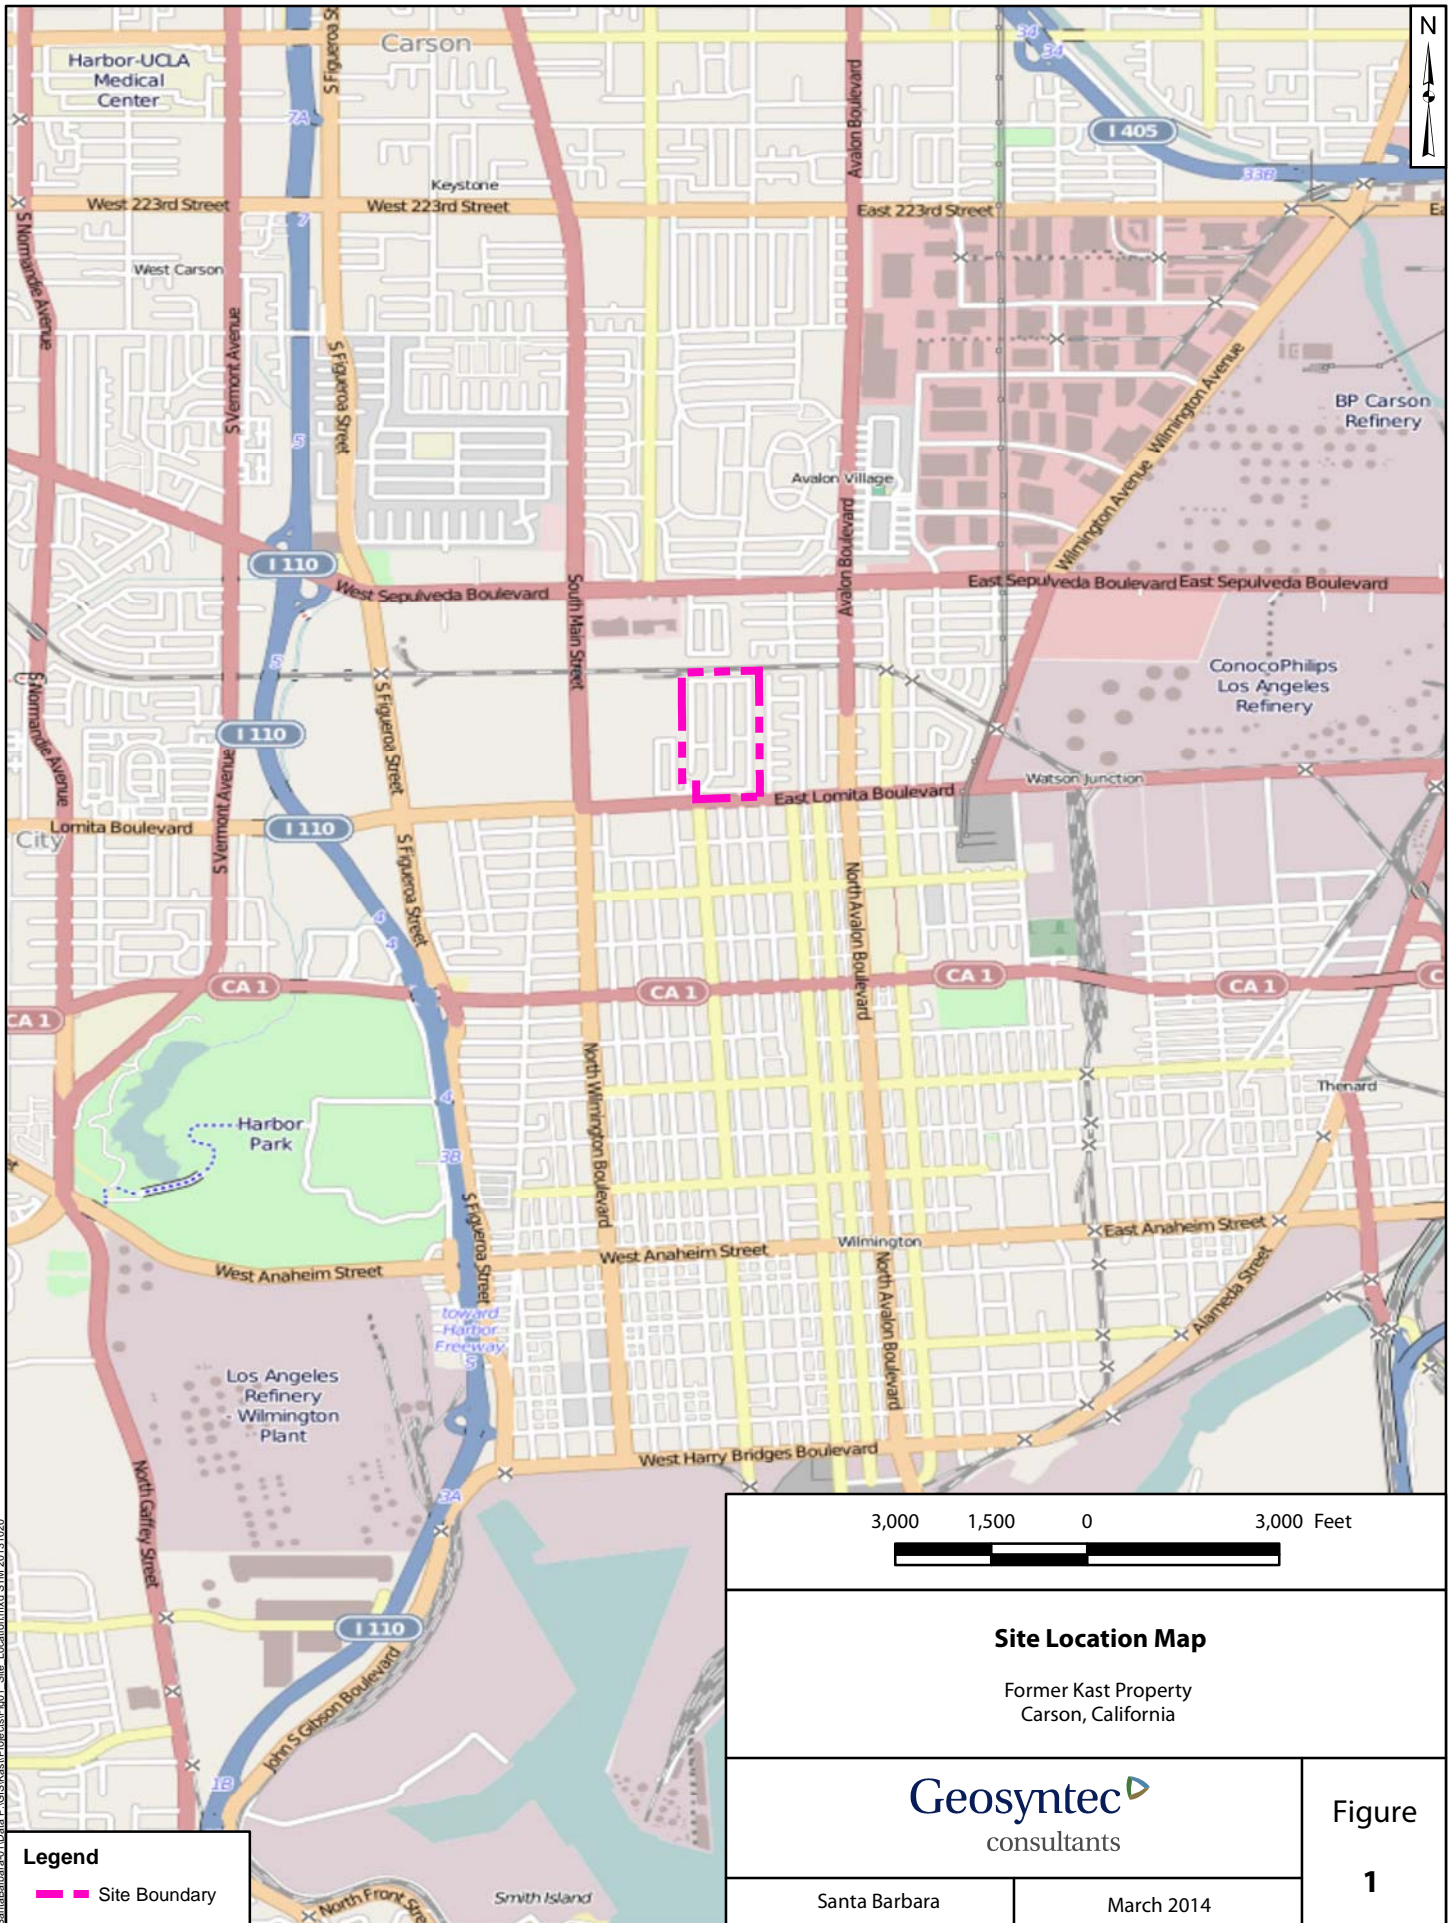 N
Carson
S Figueroa St
Harbor-UCLA
Medical
Center
34
34
I 405
7A
Avalon Boulevard
33B
Keystone
West 223rd Street
West 223rd Street
East 223rd Street
Ea
7
S Normandie Avenue
West Carson
S Vermont Avenue
S Figueroa Street
Wilmington Avenue
BP Carson
Refinery
5
Avalon Village
Avalon Boulevard
Wilmington Avenue
I 110
West Sepulveda Boulevard
South Main Street
East Sepulveda Boulevard
East Sepulveda Boulevard
5
ConocoPhilips
Los Angeles
Refinery
S Normandie Avenue
S Figueroa Street
I 110
S Vermont Avenue
Watson Junction
East Lomita Boulevard
Lomita Boulevard
I 110
City
S Figueroa Street
North Avalon Boulevard
4
4
CA 1
CA 1
CA 1
CA 1
C
CA 1
North Wilmington Boulevard
Thenard
4
Harbor
Park
3B
S Figueroa Street
East Anaheim Street
Wilmington
West Anaheim Street
West Anaheim Street
North Avalon Boulevard
Alameda Street
toward
Harbor
Freeway
S
Los Angeles
Refinery
- Wilmington
Plant
West Harry Bridges Boulevard
North Gaffey Street
3A
I 110
John S Gibson Boulevard
1B
North Front Stre
Smith Island
3,000 1,500 0 3,000 Feet
Site Location Map
Former Kast Property
Carson, California
Geosyntec
consultants
Figure
1
Santa Barbara
March 2014
Legend
Site Boundary